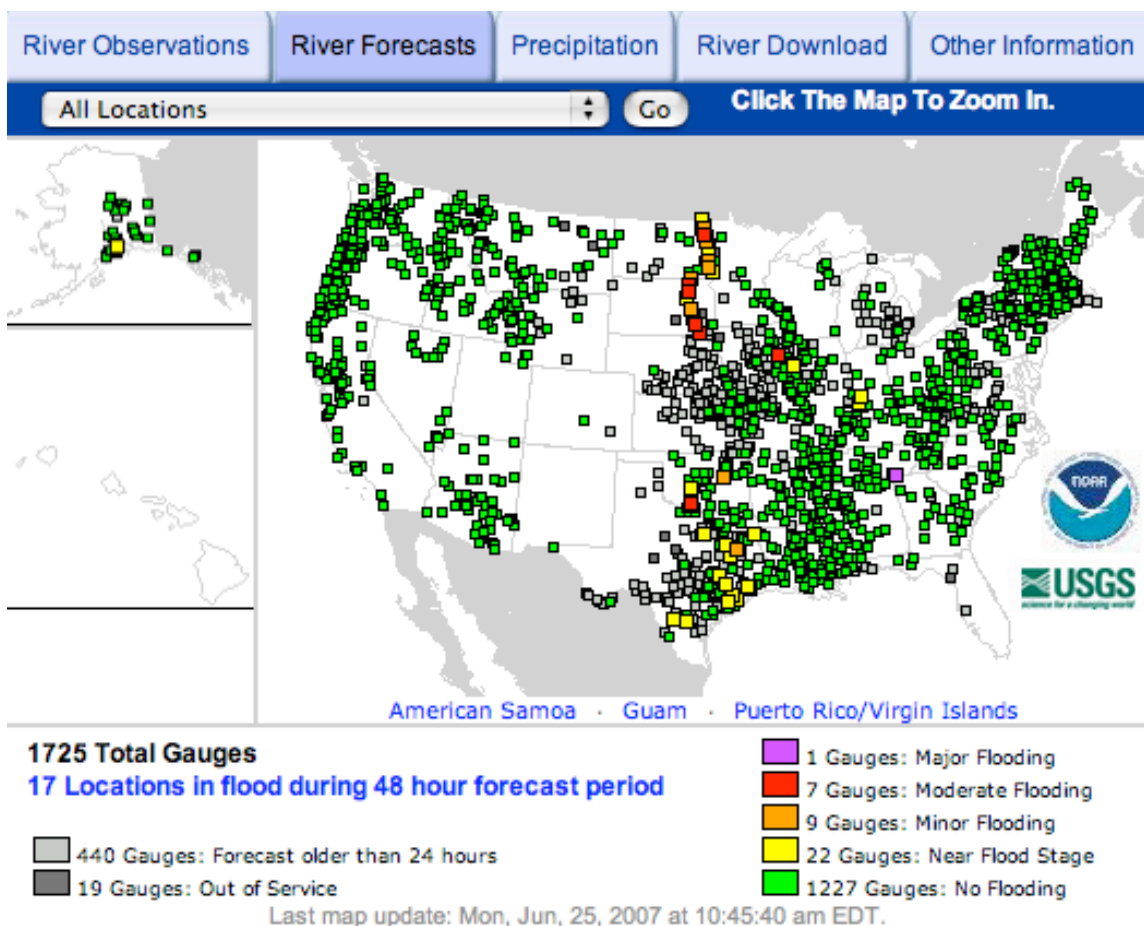 River Observations
River Forecasts
Precipitation
River Download
Other Information
All Locations
Go
Click The Map To Zoom In.
NOAA
USGS
science for a changing world
American Samoa · Guam · Puerto Rico/Virgin Islands
1725 Total Gauges
17 Locations in flood during 48 hour forecast period
440 Gauges: Forecast older than 24 hours
19 Gauges: Out of Service
1 Gauges: Major Flooding
7 Gauges: Moderate Flooding
9 Gauges: Minor Flooding
22 Gauges: Near Flood Stage
1227 Gauges: No Flooding
Last map update: Mon, Jun, 25, 2007 at 10:45:40 am EDT.